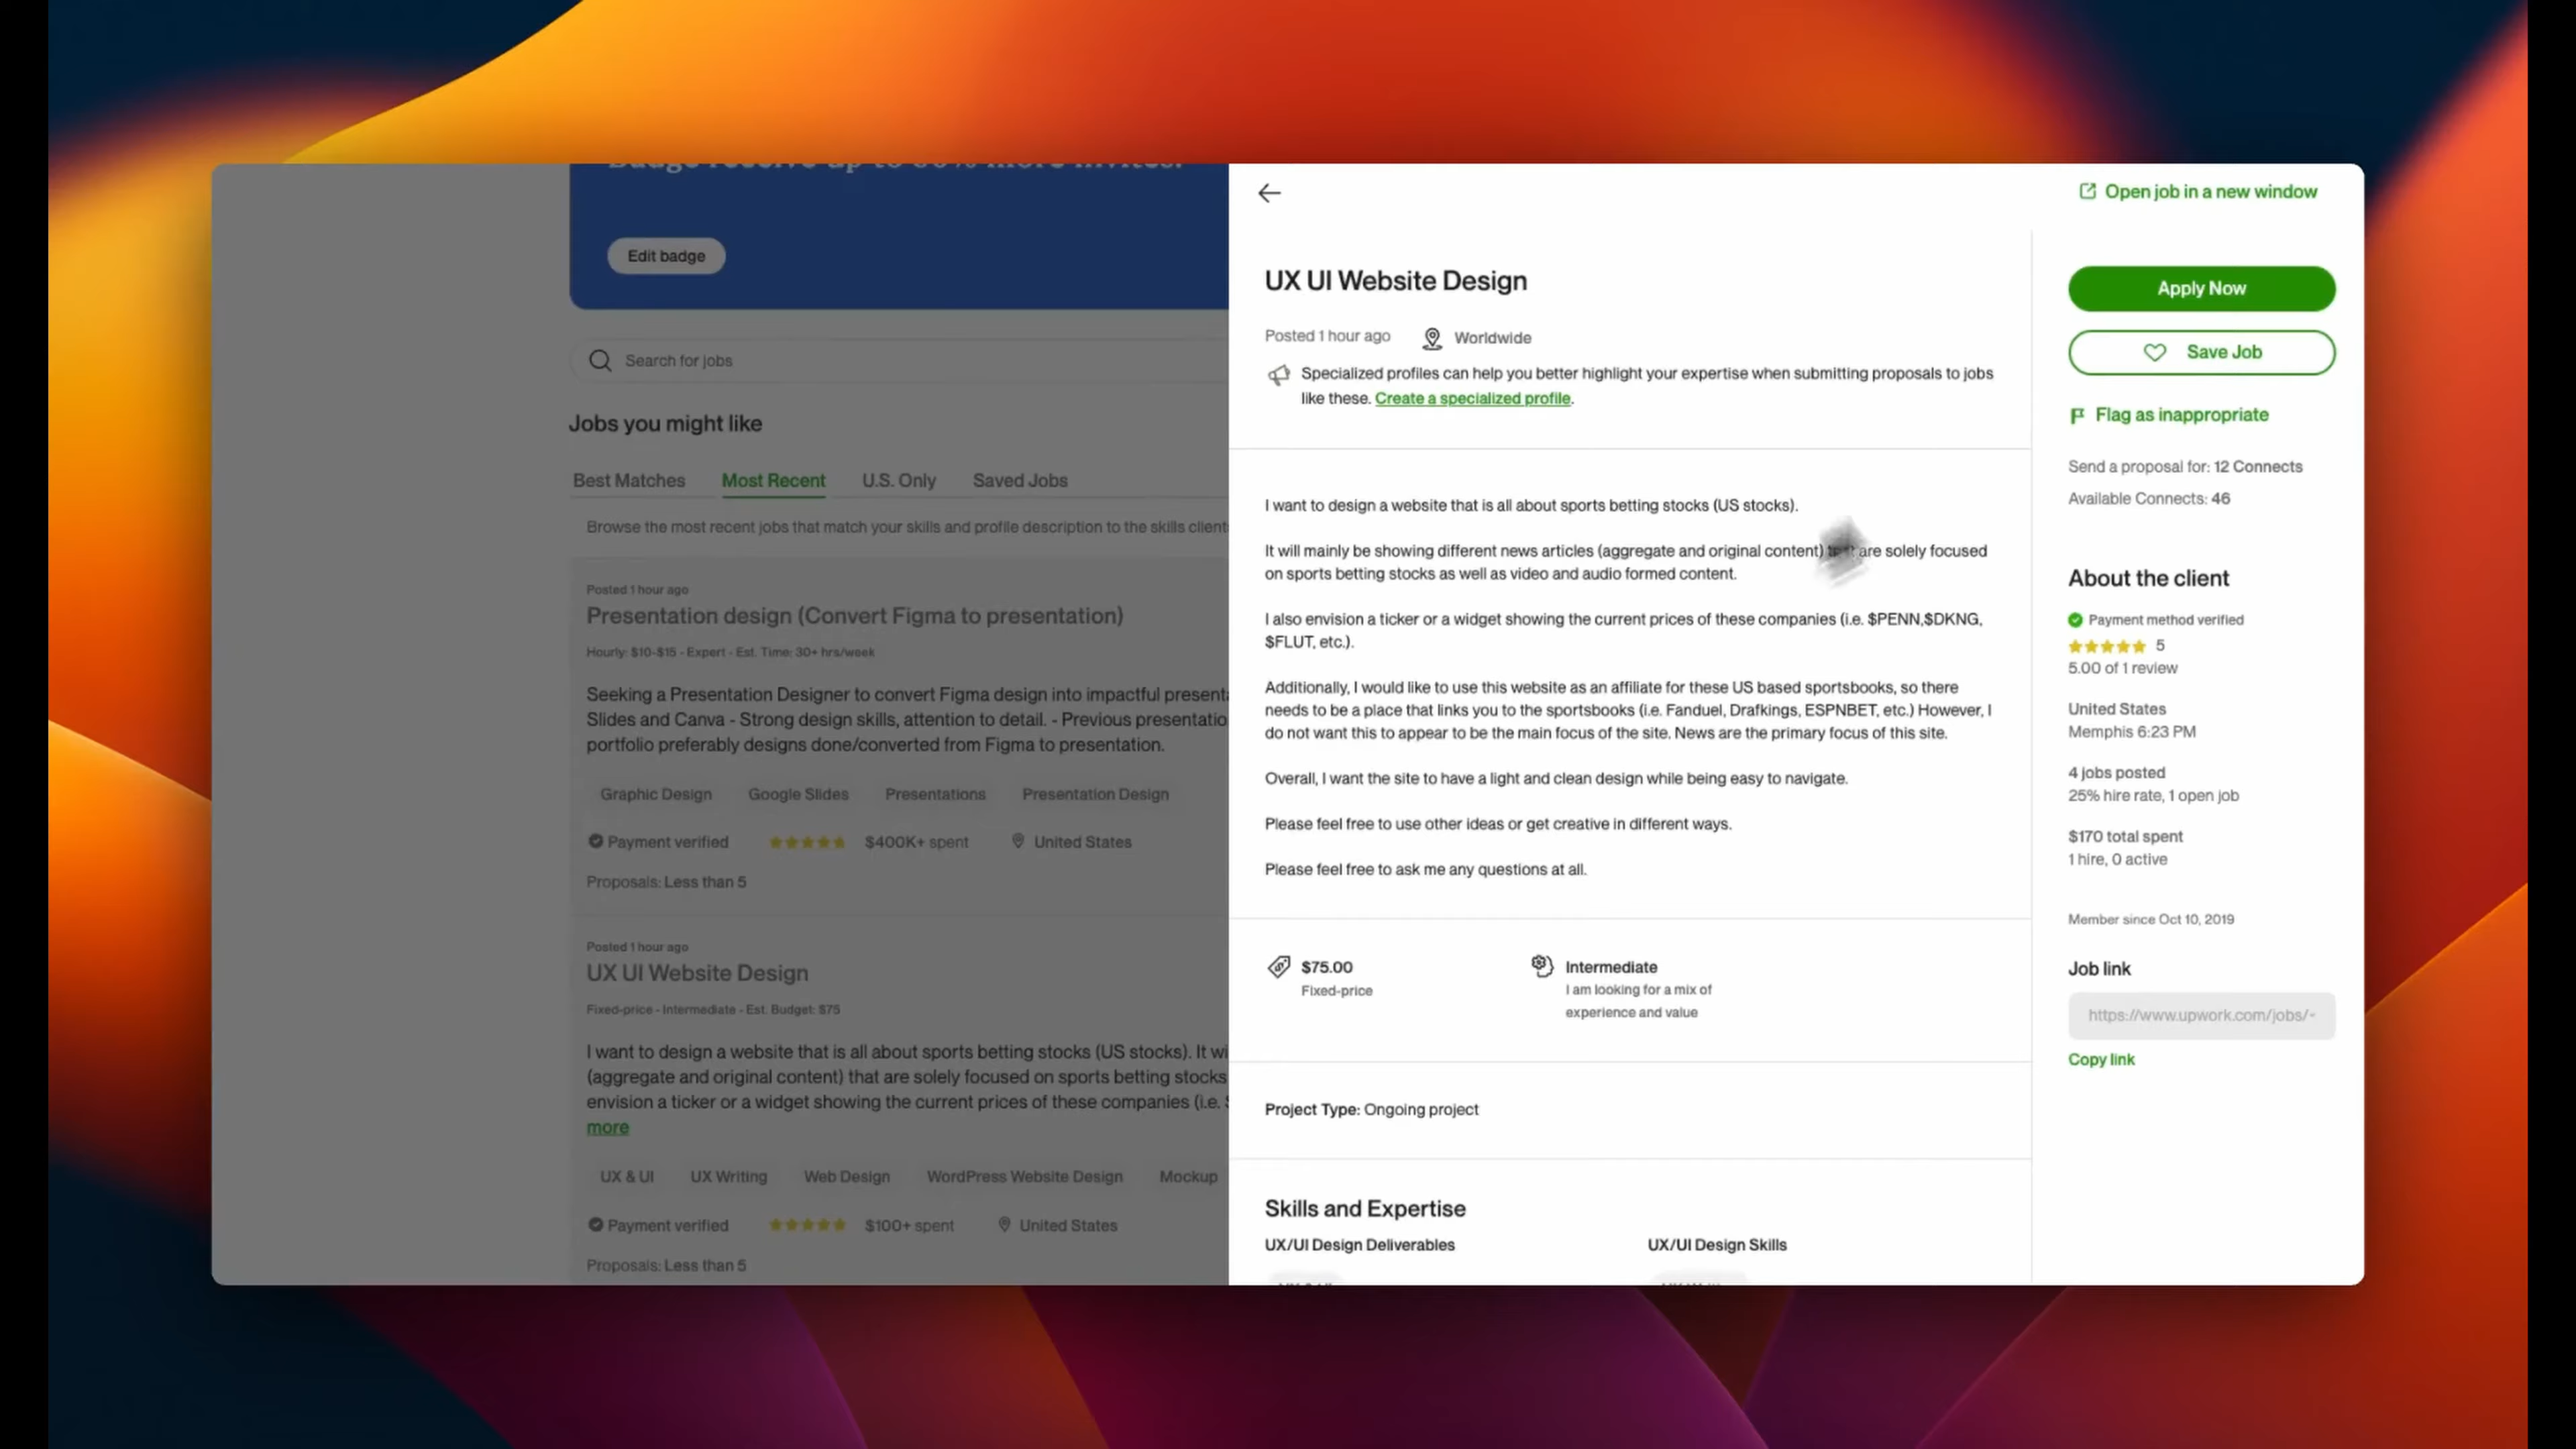 Badge receive up to
more invites.
Edit badge
Search for jobs
Jobs you might like
Best Matches
Most Recent
U.S. Only
Saved Jobs
Browse the most recent jobs that match your skills and profile description to the skills client
Posted 1 hour ago
Presentation design (Convert Figma to presentation)
Hourly: $10-$15 - Expert - Est. Time: 30+ hrs/week
Seeking a Presentation Designer to convert Figma design into impactful present
Slides and Canva - Strong design skills, attention to detail. - Previous presentatio
portfolio preferably designs done/converted from Figma to presentation.
Graphic Design
Google Slides
Presentations
Presentation Design
Payment verified
$400K+ spent
United States
Proposals: Less than 5
Posted 1 hour ago
UX UI Website Design
Fixed-price - Intermediate - Est. Budget: $75
I want to design a website that is all about sports betting stocks (US stocks). It wi
(aggregate and original content) that are solely focused on sports betting stocks
envision a ticker or a widget showing the current prices of these companies (i.e.
more
UX & UI
UX Writing
Web Design
WordPress Website Design
Mockup
Payment verified
$100+ spent
United States
Proposals: Less than 5
Open job in a new window
UX UI Website Design
Posted 1 hour ago
Worldwide
Specialized profiles can help you better highlight your expertise when submitting proposals to jobs
like these. Create a specialized profile.
I want to design a website that is all about sports betting stocks (US stocks).
It will mainly be showing different news articles (aggregate and original content) are solely focused
on sports betting stocks as well as video and audio formed content.
I also envision a ticker or a widget showing the current prices of these companies (i.e. $PENN,$DKNG,
$FLUT, etc.).
Additionally, I would like to use this website as an affiliate for these US based sportsbooks, so there
needs to be a place that links you to the sportsbooks (i.e. Fanduel, Drafkings, ESPNBET, etc.) However, I
do not want this to appear to be the main focus of the site. News are the primary focus of this site.
Overall, I want the site to have a light and clean design while being easy to navigate.
Please feel free to use other ideas or get creative in different ways.
Please feel free to ask me any questions at all.
$75.00
Fixed-price
Intermediate
I am looking for a mix of
experience and value
Project Type: Ongoing project
Skills and Expertise
UX/UI Design Deliverables
UX/UI Design Skills
Apply Now
Save Job
Flag as inappropriate
Send a proposal for: 12 Connects
Available Connects: 46
About the client
Payment method verified
5
5.00 of 1 review
United States
Memphis 6:23 PM
4 jobs posted
25% hire rate, 1 open job
$170 total spent
1 hire, 0 active
Member since Oct 10, 2019
Job link
https://www.upwork.com/jobs/~
Copy link